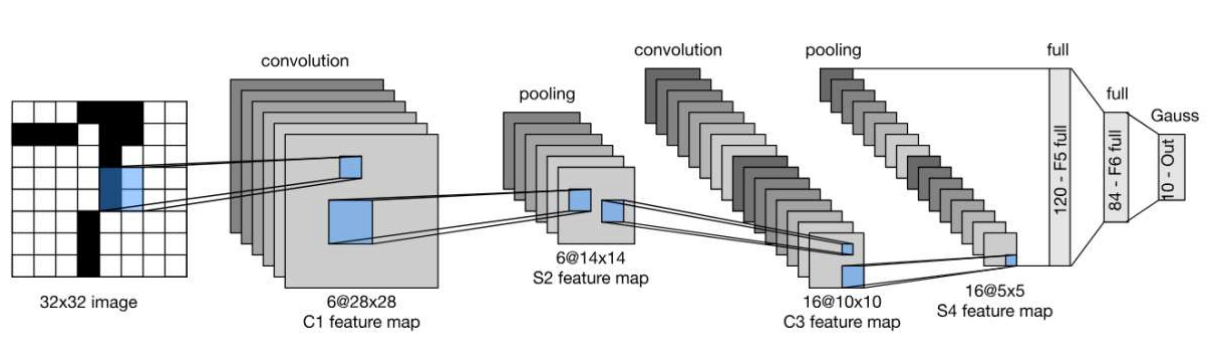 convolution
pooling
convolution
pooling
full
full
Gauss
32x32 image
6@28x28
C1 feature map
6@14x14
S2 feature map
16@10x10
C3 feature map
16@5x5
S4 feature map
120 - F5 full
84 - F6 full
10 - Out